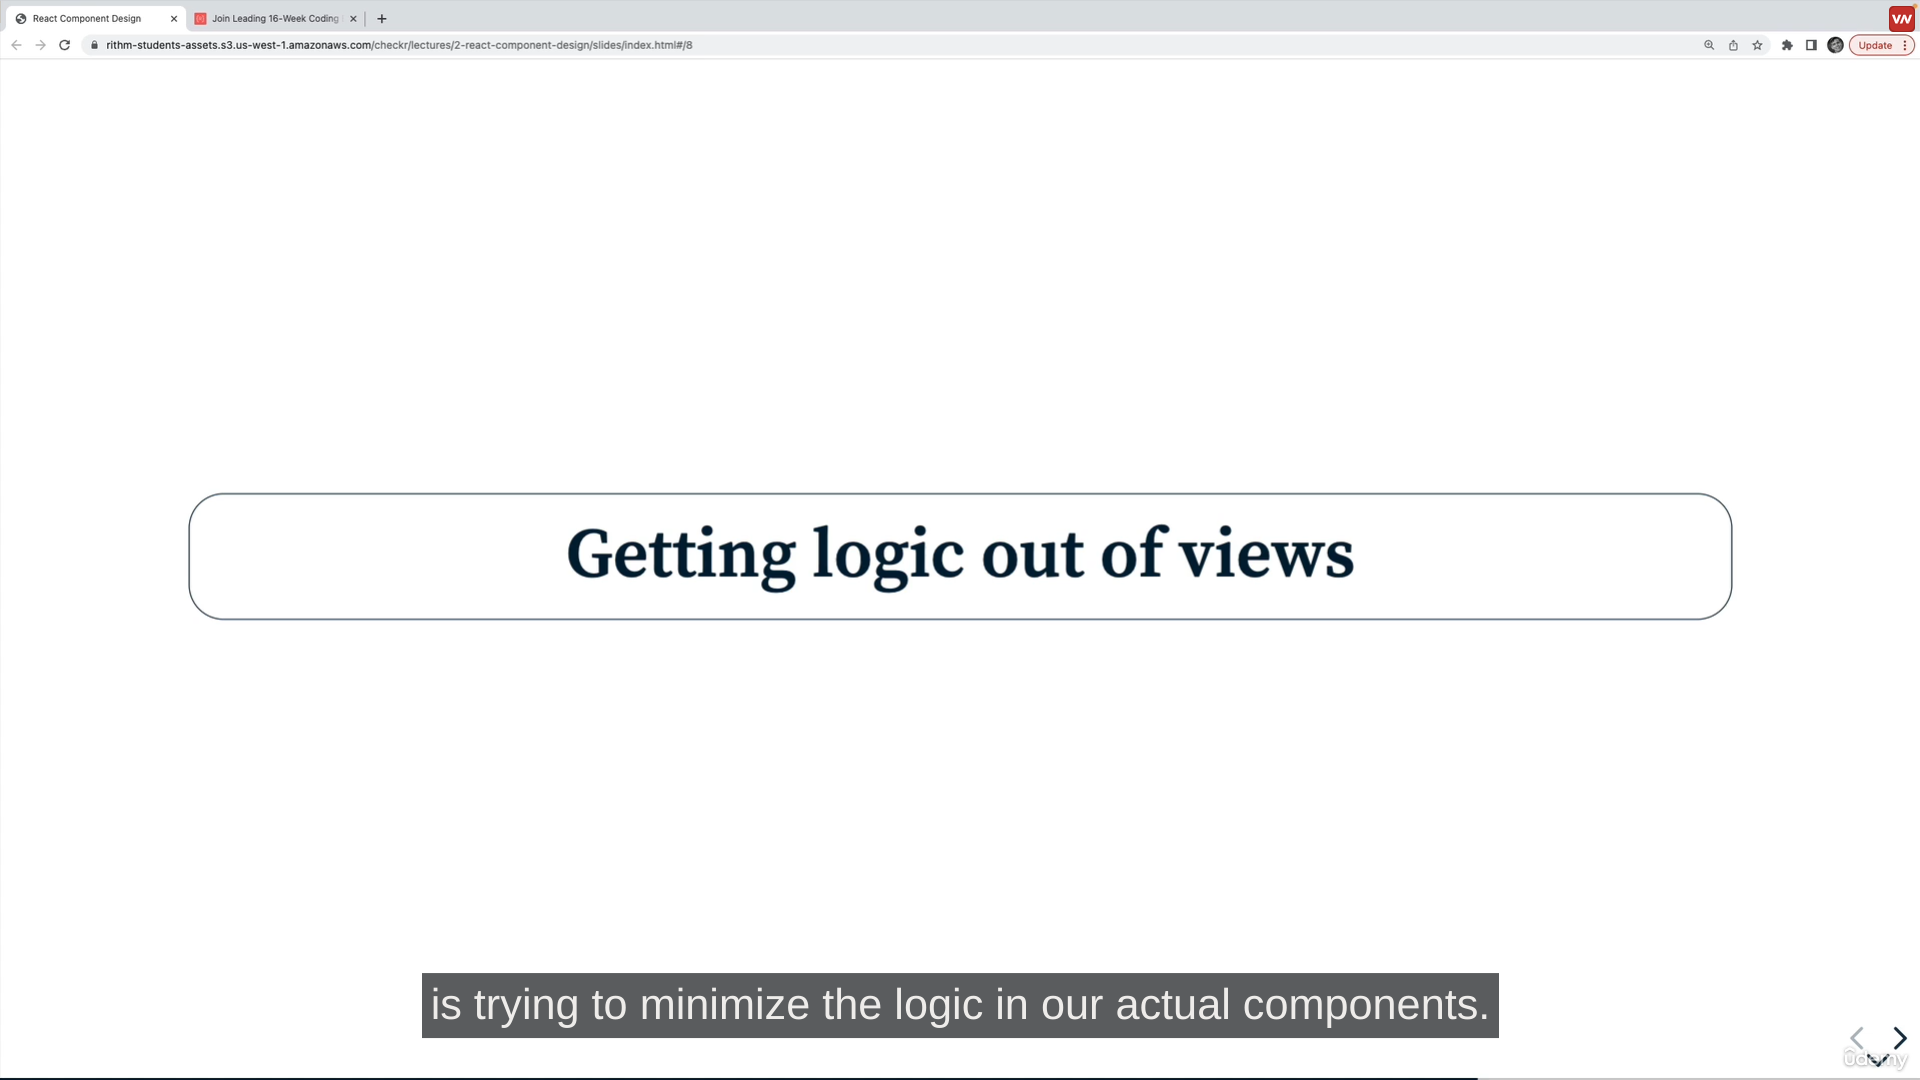 React Component Design
Join Leading 16-Week Coding
VN
rithm-students-assets.s3.us-west-1.amazonaws.com/checkr/lectures/2-react-component-design/slides/index.html#/8
Update
Getting logic out of views
is trying to minimize the logic in our actual components.
ûdemy